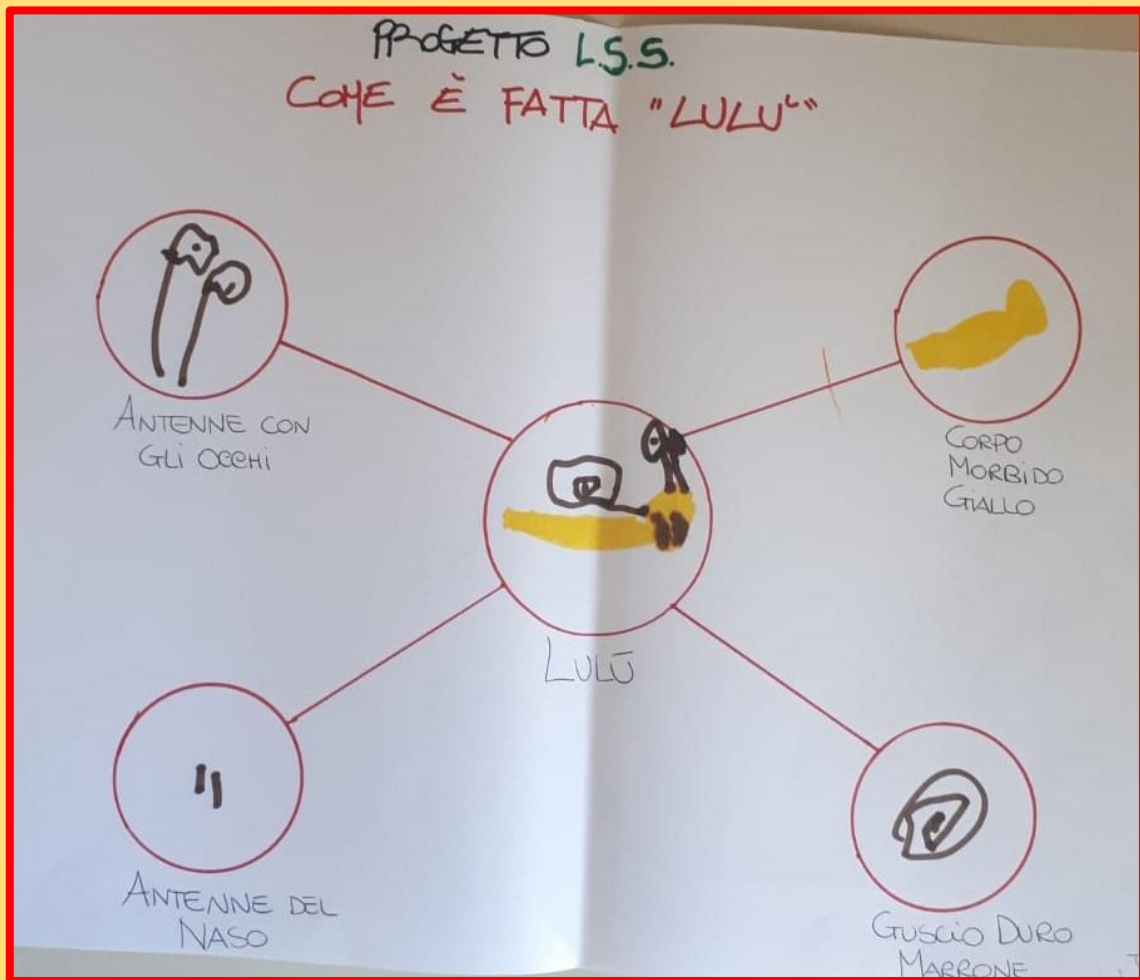 PROGETTO L.S.S.
COME È FATTA "LULU'"
ANTENNE CON
GLI OCCHI
CORPO
MORBIDO
GIALLO
LULÙ
ANTENNE DEL
NASO
GUSCIO DURO
MARRONE